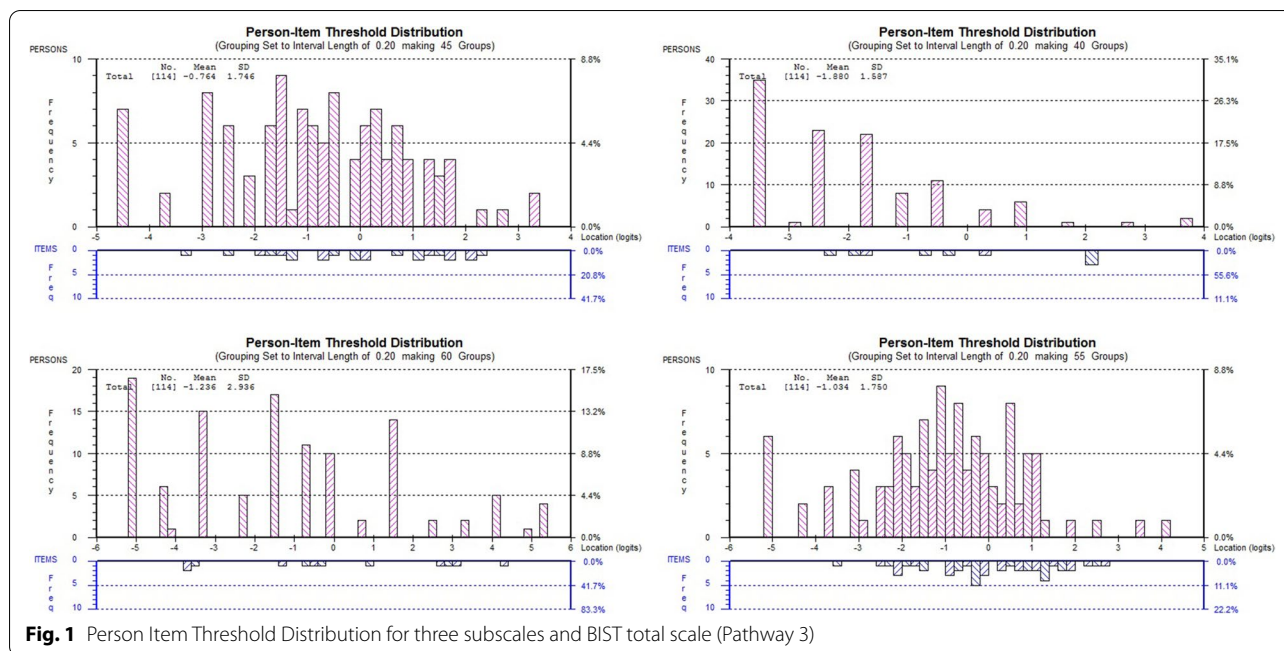 Person-Item Threshold Distribution
(Grouping Set to Interval Length of 0.20 making 45 Groups)
PERSONS
No. Mean SD
Total [114] -0.764 1.746
10 8.8%
Frequency
5 4.4%
0 0.0%
-5 -4 -3 -2 -1 0 1 2 3 4 Location (logits)
ITEMS 0 0.0%
Freq
5 20.8%
10 41.7%
Person-Item Threshold Distribution
(Grouping Set to Interval Length of 0.20 making 40 Groups)
PERSONS
No. Mean SD
Total [114] -1.880 1.587
40 35.1%
Frequency
30 26.3%
20 17.5%
10 8.8%
0 0.0%
-4 -3 -2 -1 0 1 2 3 4 Location (logits)
ITEMS 0 0.0%
Freq
5 55.6%
10 11.1%
Person-Item Threshold Distribution
(Grouping Set to Interval Length of 0.20 making 60 Groups)
PERSONS
No. Mean SD
Total [114] -1.236 2.936
20 17.5%
Frequency
15 13.2%
10 8.8%
5 4.4%
0 0.0%
-6 -5 -4 -3 -2 -1 0 1 2 3 4 5 6 Location (logits)
ITEMS 0 0.0%
Freq
5 41.7%
10 83.3%
Person-Item Threshold Distribution
(Grouping Set to Interval Length of 0.20 making 55 Groups)
PERSONS
No. Mean SD
Total [114] -1.034 1.750
10 8.8%
Frequency
5 4.4%
0 0.0%
-6 -5 -4 -3 -2 -1 0 1 2 3 4 5 Location (logits)
ITEMS 0 0.0%
Freq
5 11.1%
10 22.2%
Fig. 1 Person Item Threshold Distribution for three subscales and BIST total scale (Pathway 3)